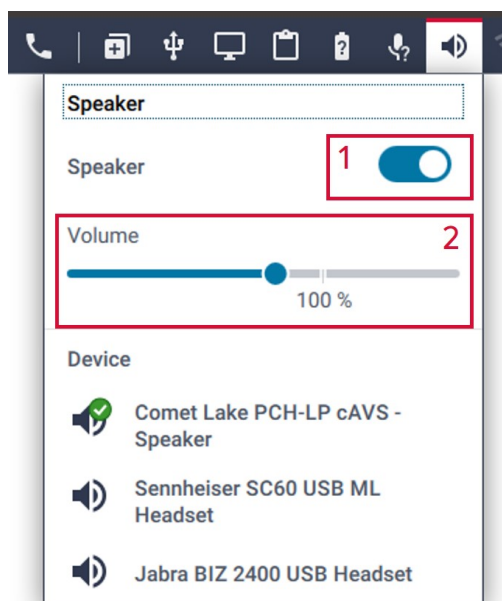 ?
?
Speaker
Speaker
1
Volume
2
100 %
Device
Comet Lake PCH-LP cAVS -
Speaker
Sennheiser SC60 USB ML
Headset
Jabra BIZ 2400 USB Headset